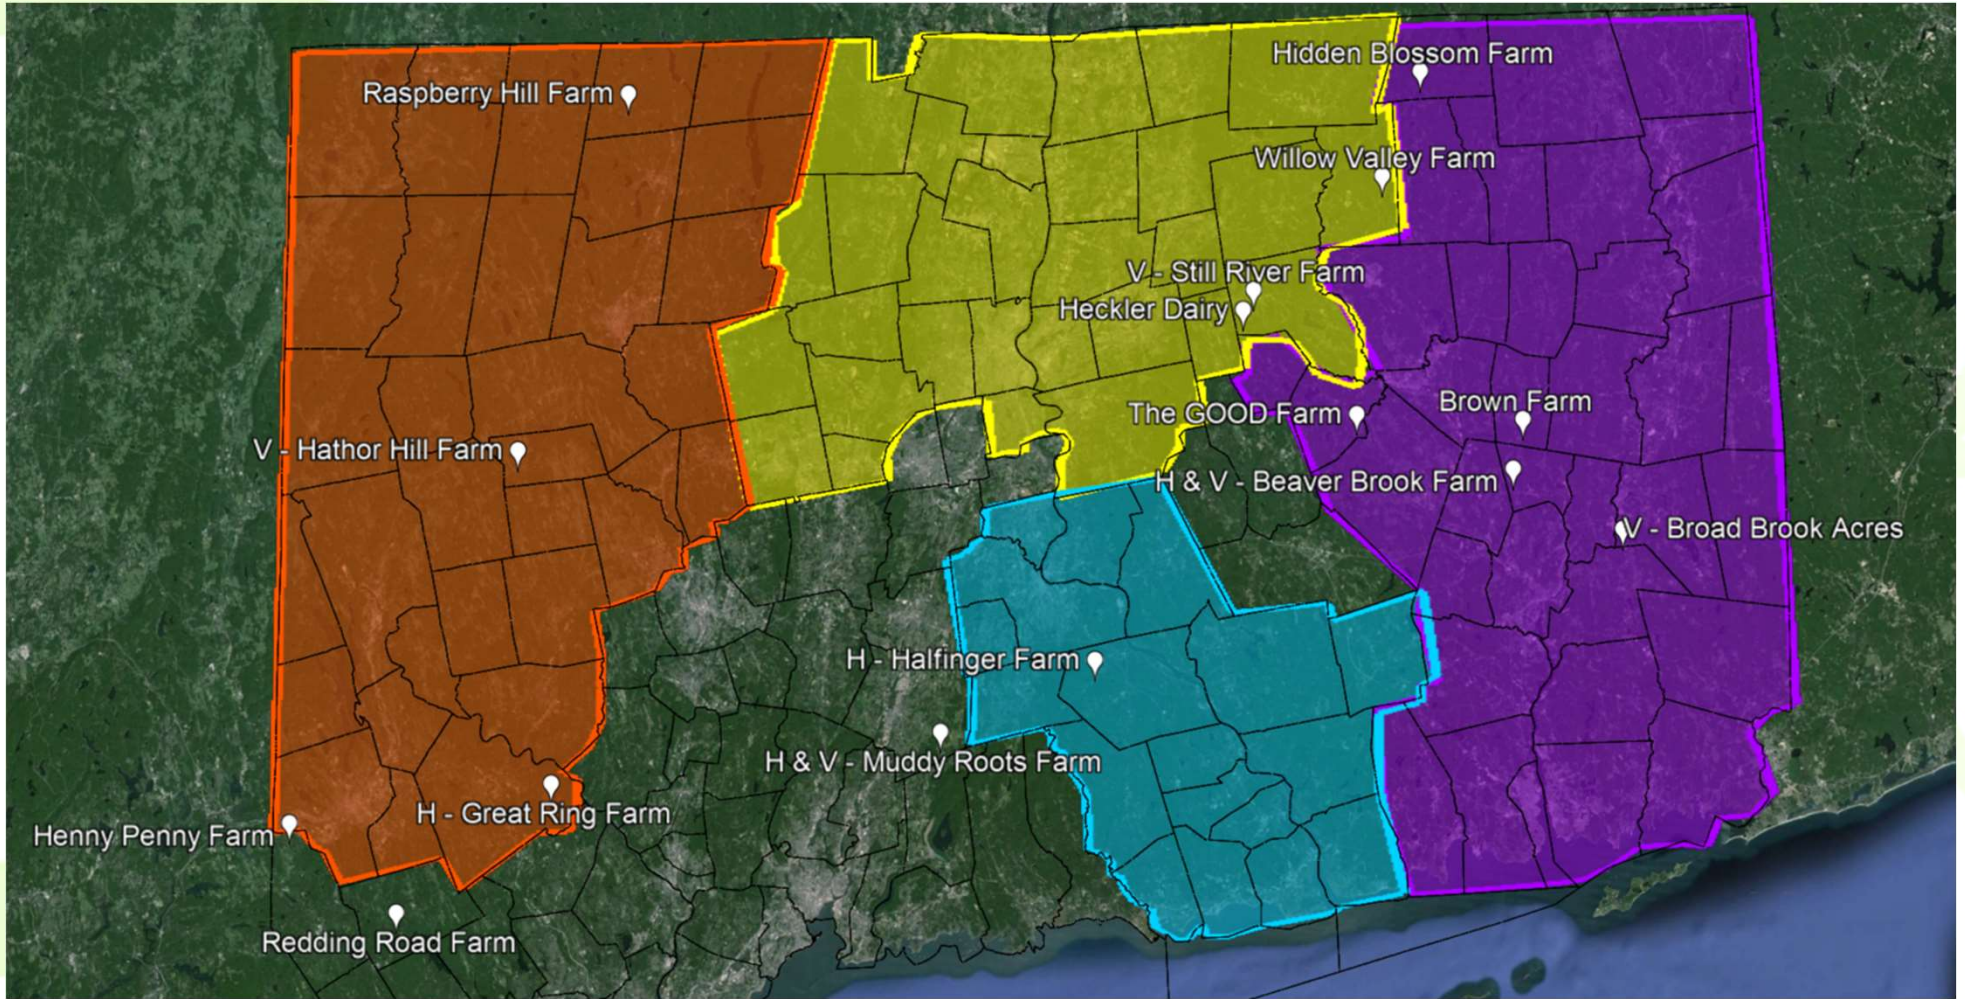 Hidden Blossom Farm
Raspberry Hill Farm
Willow Valley Farm
V - Still River Farm
Heckler Dairy
Brown Farm
The GOOD Farm
V - Hathor Hill Farm
H & V - Beaver Brook Farm
V - Broad Brook Acres
H - Halfinger Farm
H & V - Muddy Roots Farm
H - Great Ring Farm
Henny Penny Farm
Redding Road Farm